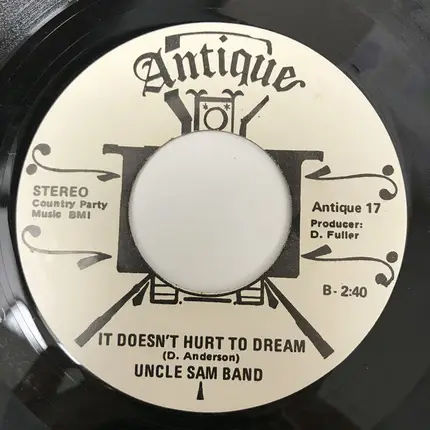 Antique
STEREO
Country Party
Music BMI
Antique 17
Producer:
D. Fuller
B - 2:40
IT DOESN'T HURT TO DREAM
(D. Anderson)
UNCLE SAM BAND